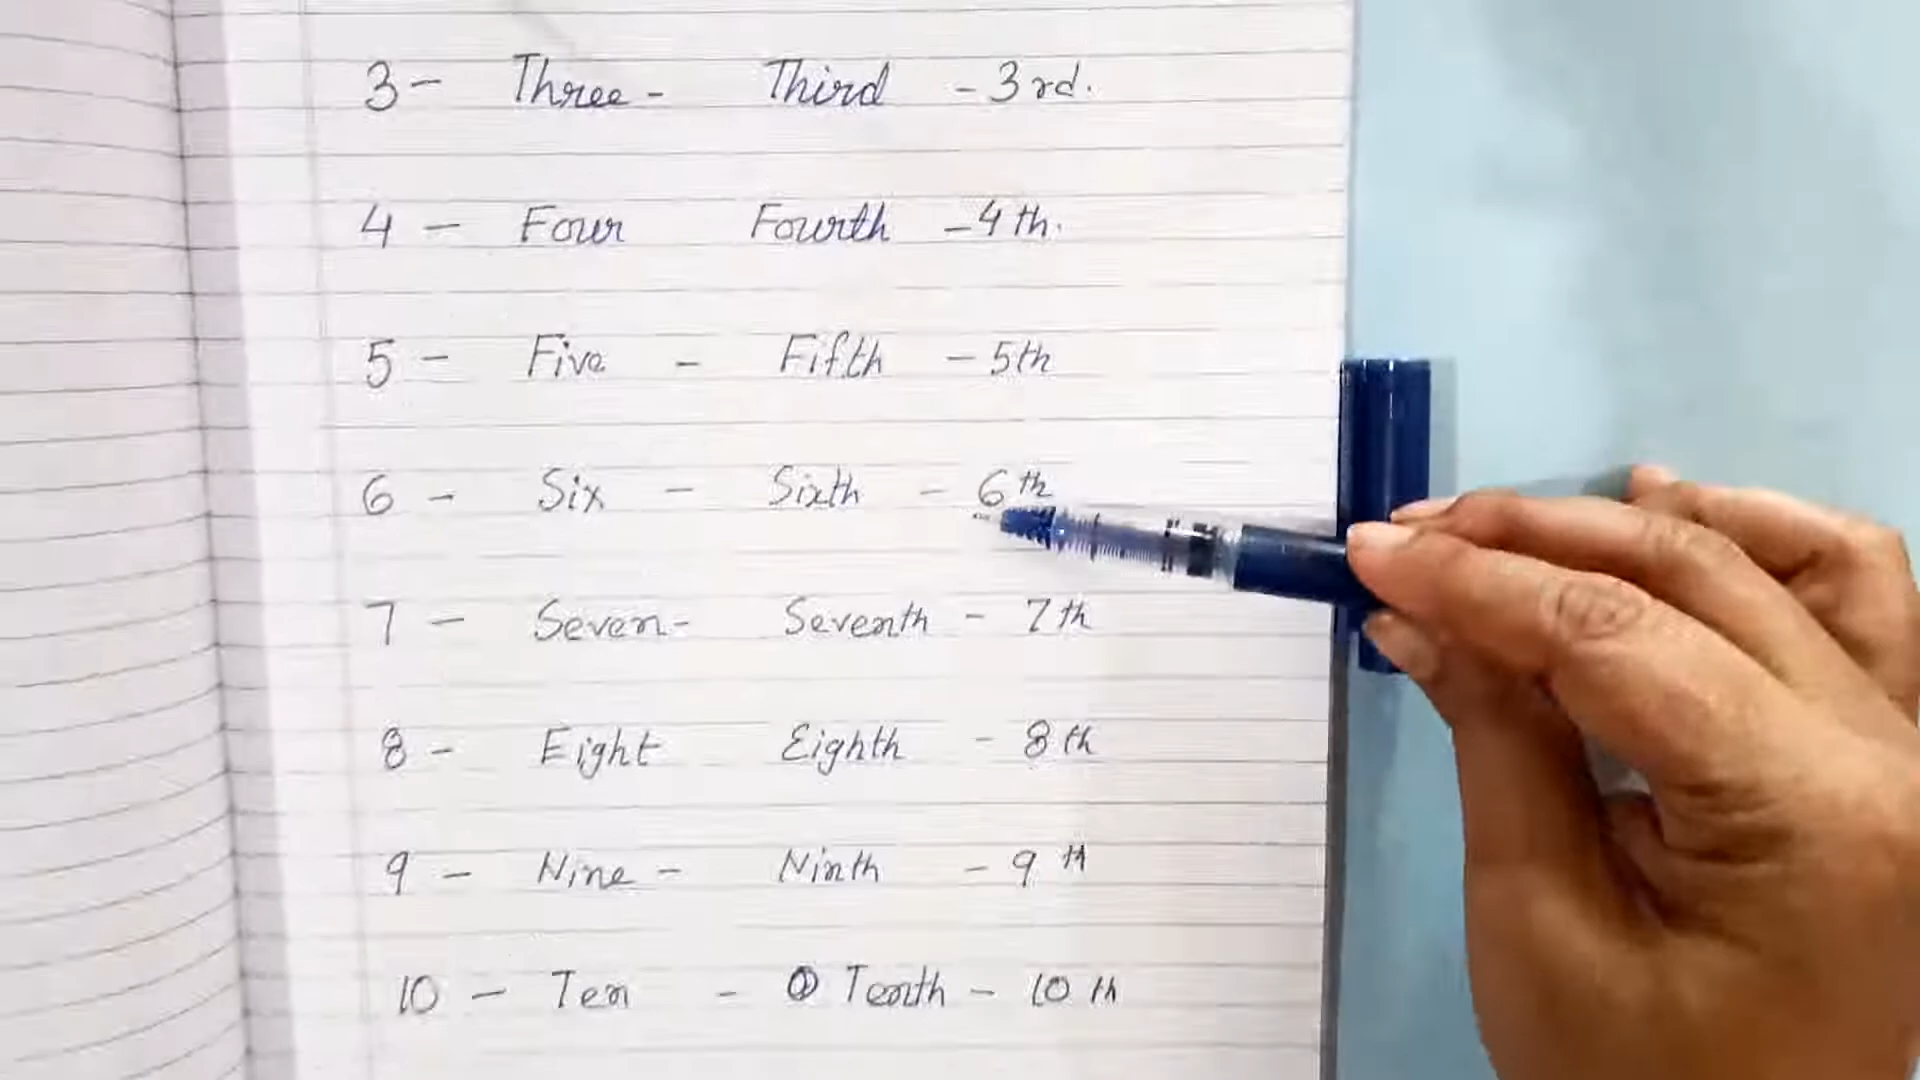 3 - Three - Third - 3rd.
4 - Four Fourth - 4th.
5 - Five - Fifth - 5th
6 - Six - Sixth - 6th
7 - Seven - Seventh - 7th
8 - Eight Eighth - 8th
9 - Nine - Ninth - 9th
10 - Ten - Tenth - 10th